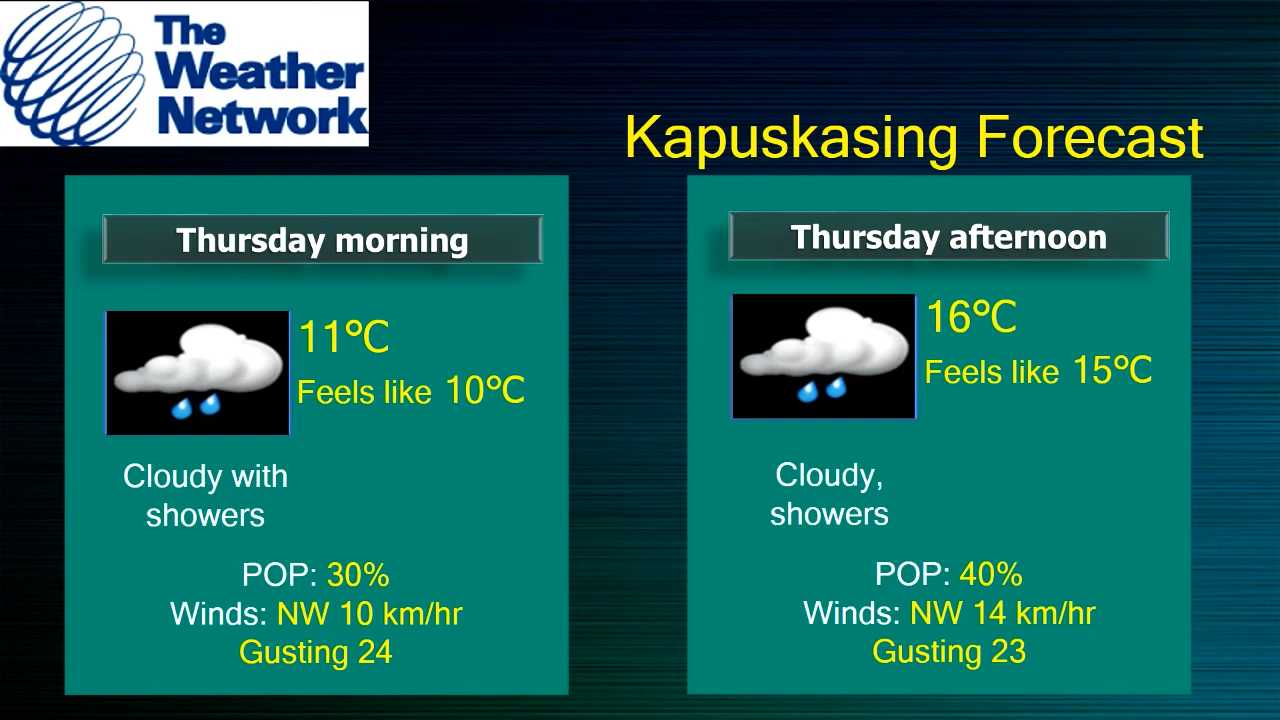 The
Weather
Network
Kapuskasing Forecast
Thursday morning
11°C
Feels like 10°C
Cloudy with
showers
POP: 30%
Winds: NW 10 km/hr
Gusting 24
Thursday afternoon
16°C
Feels like 15°C
Cloudy,
showers
POP: 40%
Winds: NW 14 km/hr
Gusting 23